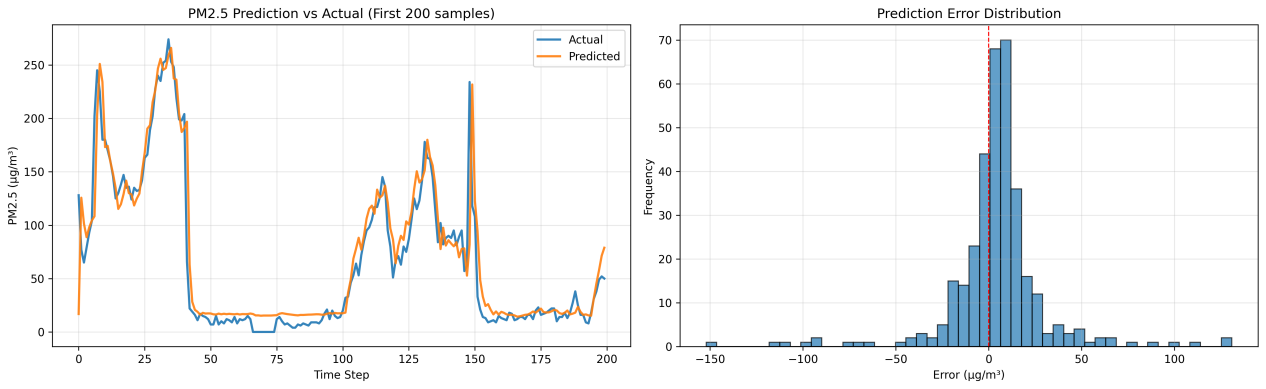 PM2.5 Prediction vs Actual (First 200 samples)
Actual
Predicted
PM2.5 (µg/m³)
250
200
150
100
50
0
0 25 50 75 100 125 150 175 200
Time Step
Prediction Error Distribution
Frequency
70
60
50
40
30
20
10
0
−150 −100 −50 0 50 100
Error (µg/m³)